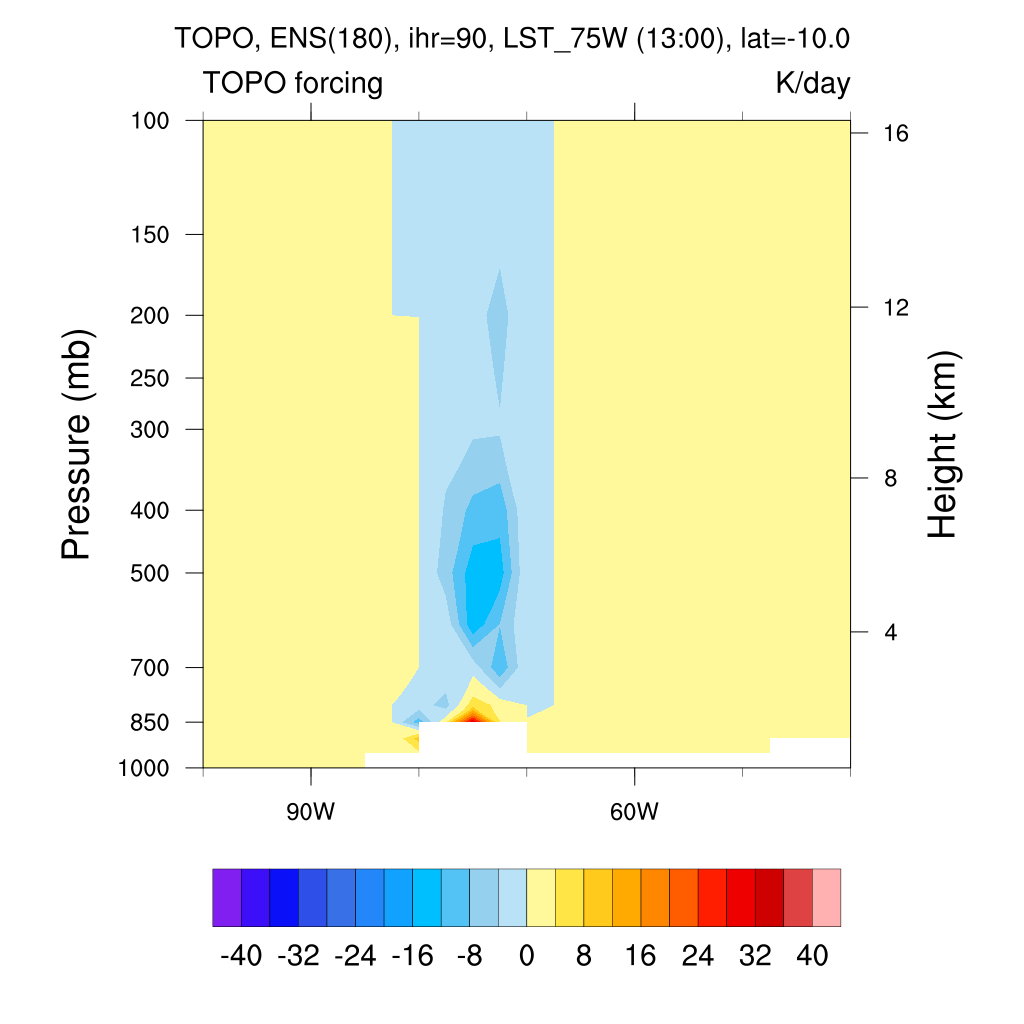 TOPO, ENS(180), ihr=90, LST_75W (13:00), lat=-10.0
TOPO forcing
K/day
100
150
200
250
300
400
500
700
850
1000
Pressure (mb)
16
12
8
4
Height (km)
90W
60W
-40 -32 -24 -16 -8 0 8 16 24 32 40